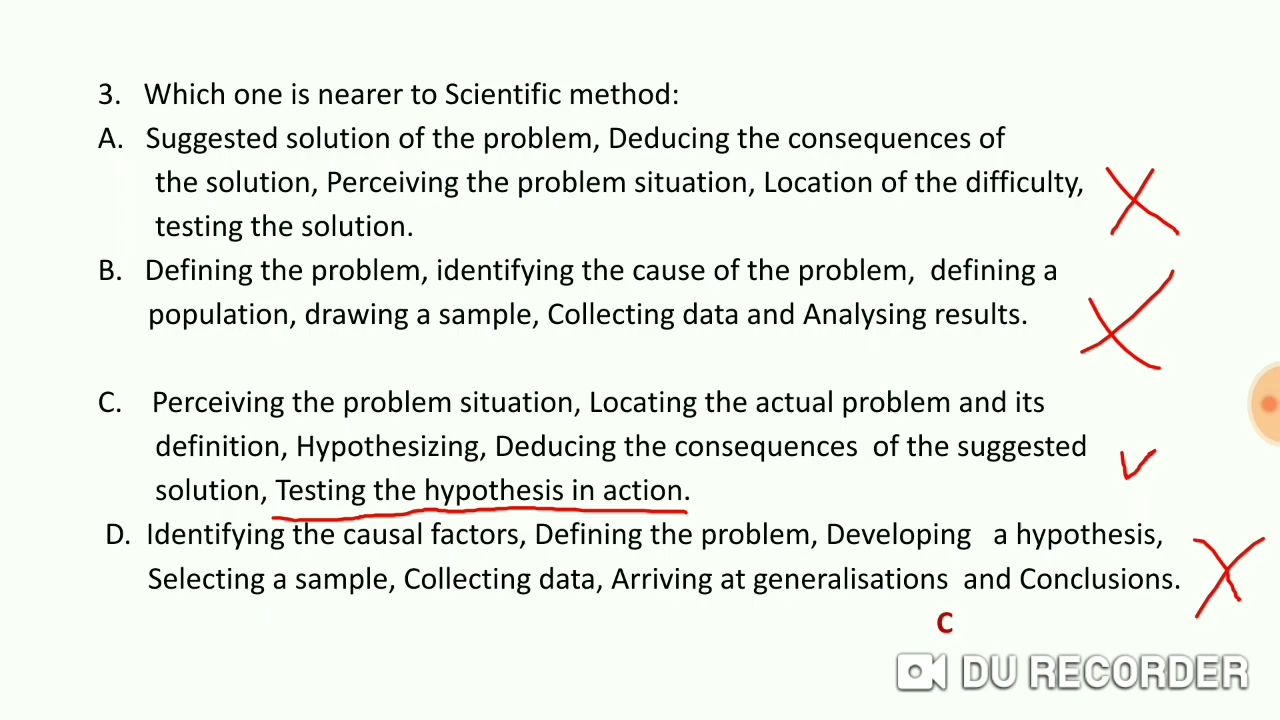 3. Which one is nearer to Scientific method:
A. Suggested solution of the problem, Deducing the consequences of
the solution, Perceiving the problem situation, Location of the difficulty,
testing the solution.
B. Defining the problem, identifying the cause of the problem, defining a
population, drawing a sample, Collecting data and Analysing results.
C. Perceiving the problem situation, Locating the actual problem and its
definition, Hypothesizing, Deducing the consequences of the suggested
solution, Testing the hypothesis in action.
D. Identifying the causal factors, Defining the problem, Developing a hypothesis,
Selecting a sample, Collecting data, Arriving at generalisations and Conclusions.
C
DU RECORDER